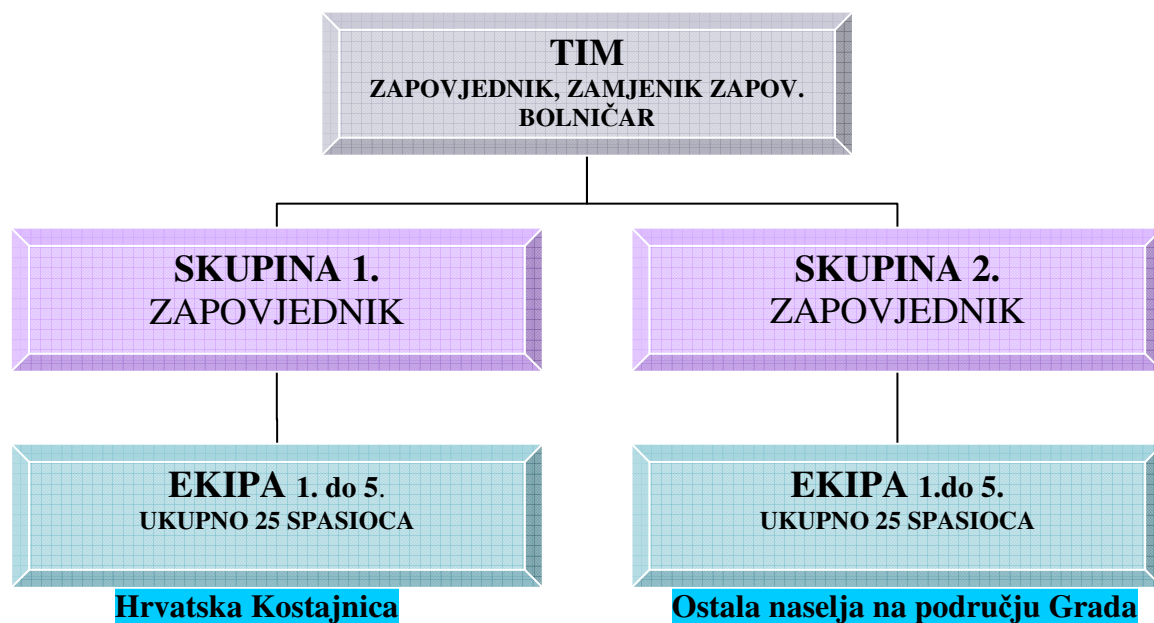 TIM
ZAPOVJEDNIK, ZAMJENIK ZAPOV.
BOLNIČAR
SKUPINA 1.
ZAPOVJEDNIK
SKUPINA 2.
ZAPOVJEDNIK
EKIPA 1. do 5.
UKUPNO 25 SPASIOCA
EKIPA 1.do 5.
UKUPNO 25 SPASIOCA
Hrvatska Kostajnica
Ostala naselja na području Grada